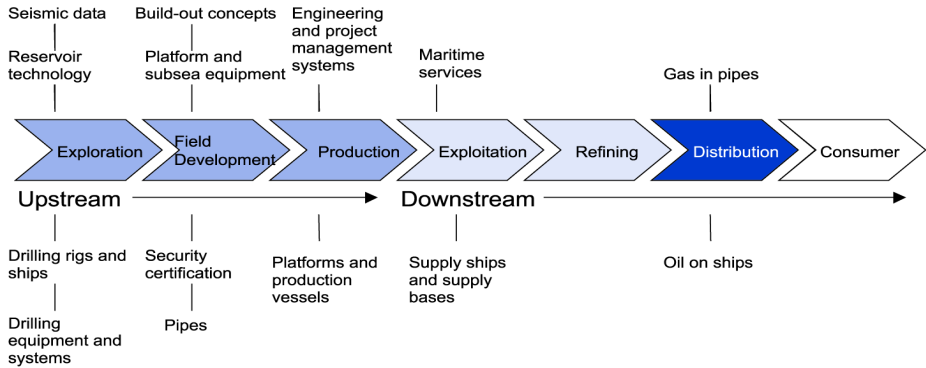 Seismic data
Build-out concepts
Engineering
and project
management
systems
Reservoir
technology
Platform and
subsea equipment
Maritime
services
Gas in pipes
Exploration
Field
Development
Production
Exploitation
Refining
Distribution
Consumer
Upstream
Downstream
Drilling rigs and
ships
Security
certification
Platforms and
production
vessels
Supply ships
and supply
bases
Oil on ships
Drilling
equipment and
systems
Pipes